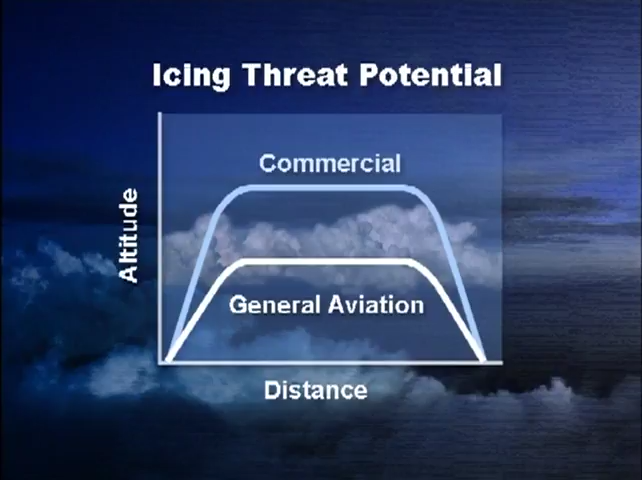 Icing Threat Potential
Commercial
Altitude
General Aviation
Distance